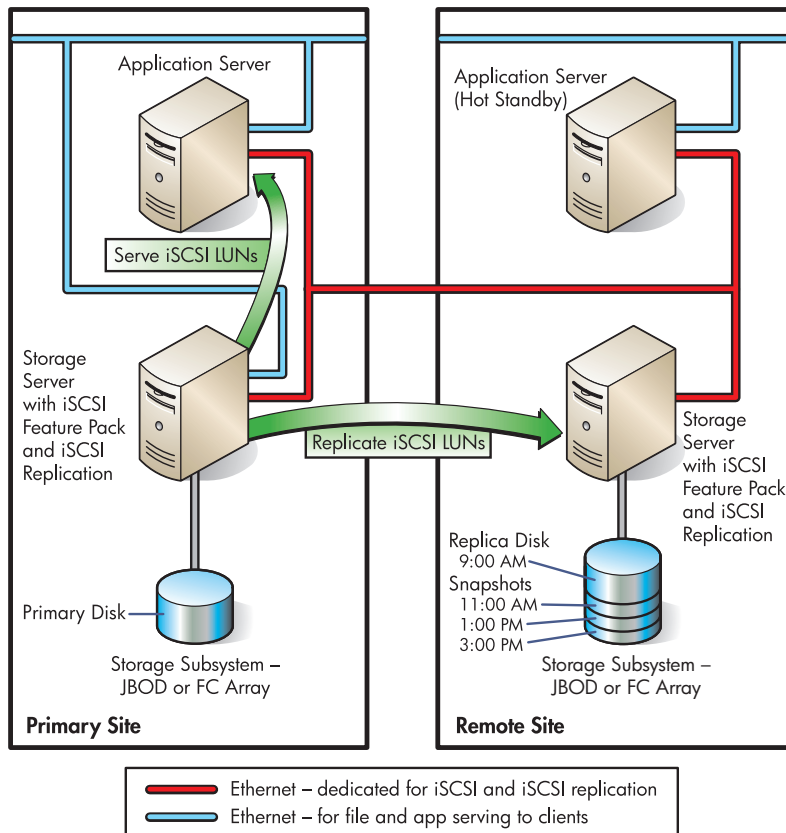 Application Server
Application Server
(Hot Standby)
Serve iSCSI LUNs
Storage
Server
with iSCSI
Feature Pack
and iSCSI
Replication
Replicate iSCSI LUNs
Storage
Server
with iSCSI
Feature Pack
and iSCSI
Replication
Primary Disk
Storage Subsystem –
JBOD or FC Array
Replica Disk
9:00 AM
Snapshots
11:00 AM
1:00 PM
3:00 PM
Storage Subsystem –
JBOD or FC Array
Primary Site
Remote Site
Ethernet – dedicated for iSCSI and iSCSI replication
Ethernet – for file and app serving to clients